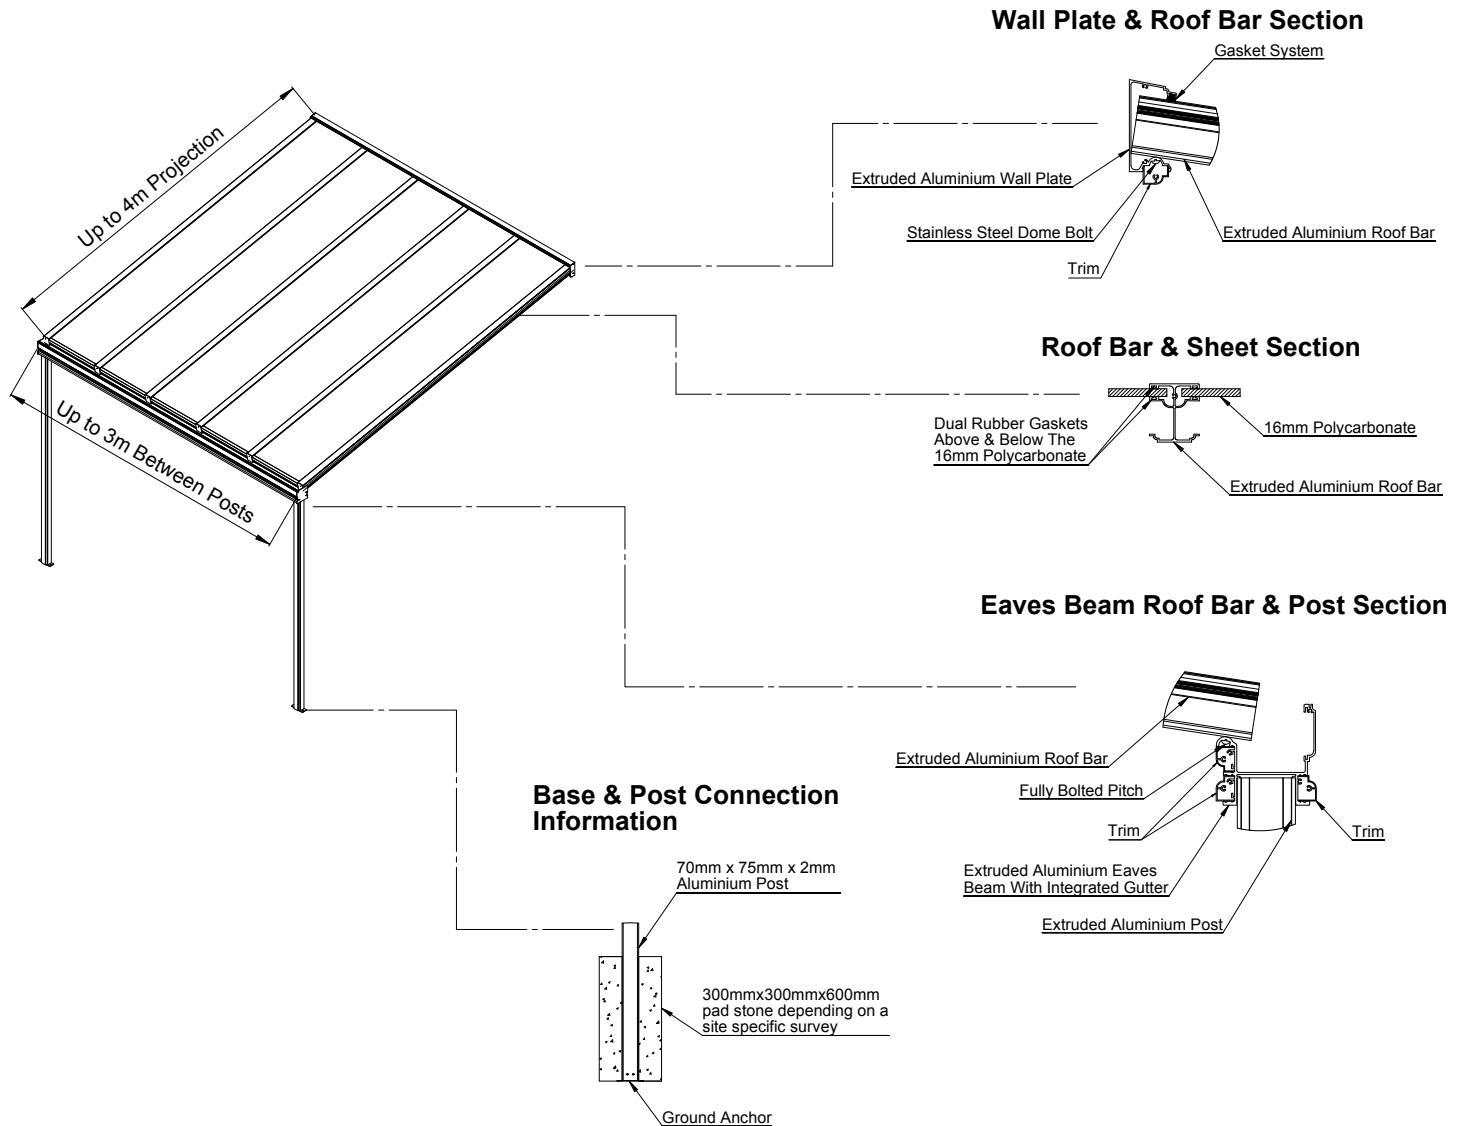 Wall Plate & Roof Bar Section
Gasket System
Extruded Aluminium Wall Plate
Stainless Steel Dome Bolt
Extruded Aluminium Roof Bar
Trim
Up to 4m Projection
Up to 3m Between Posts
Roof Bar & Sheet Section
Dual Rubber Gaskets
Above & Below The
16mm Polycarbonate
16mm Polycarbonate
Extruded Aluminium Roof Bar
Eaves Beam Roof Bar & Post Section
Extruded Aluminium Roof Bar
Fully Bolted Pitch
Trim
Trim
Extruded Aluminium Eaves
Beam With Integrated Gutter
Extruded Aluminium Post
Base & Post Connection
Information
70mm x 75mm x 2mm
Aluminium Post
300mmx300mmx600mm
pad stone depending on a
site specific survey
Ground Anchor